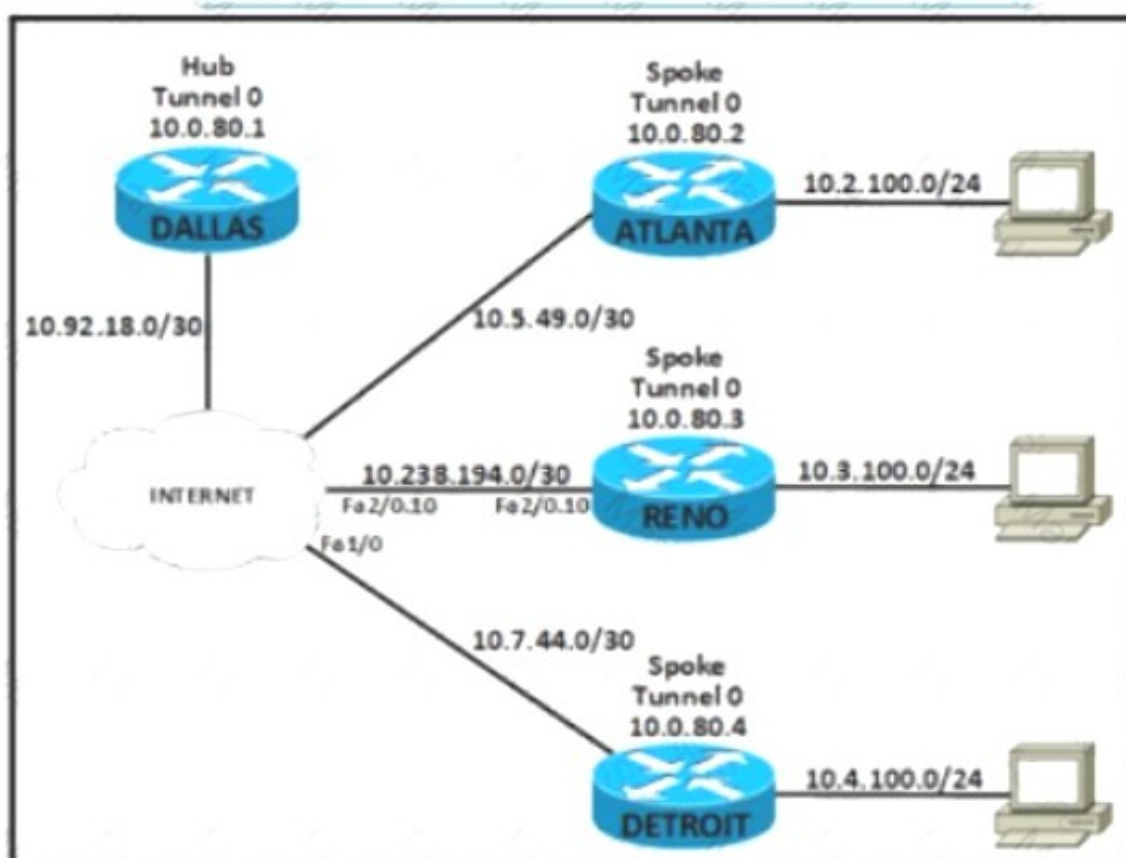 Hub
Tunnel 0
10.0.80.1
DALLAS
10.92.18.0/30
INTERNET
Spoke
Tunnel 0
10.0.80.2
ATLANTA
10.2.100.0/24
10.5.49.0/30
Spoke
Tunnel 0
10.0.80.3
RENO
10.3.100.0/24
10.238.194.0/30
Fa2/0.10
Fa2/0.10
Fa1/0
10.7.44.0/30
Spoke
Tunnel 0
10.0.80.4
DETROIT
10.4.100.0/24